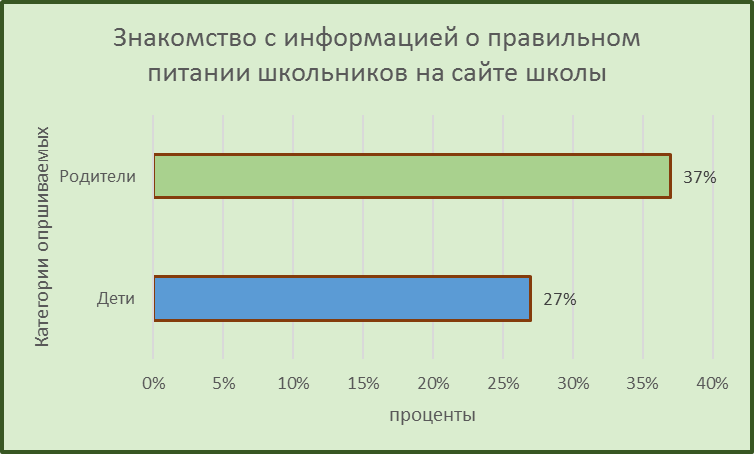 Знакомство с информацией о правильном
питании школьников на сайте школы
Категории опршиваемых
Родители
37%
Дети
27%
0% 5% 10% 15% 20% 25% 30% 35% 40%
проценты